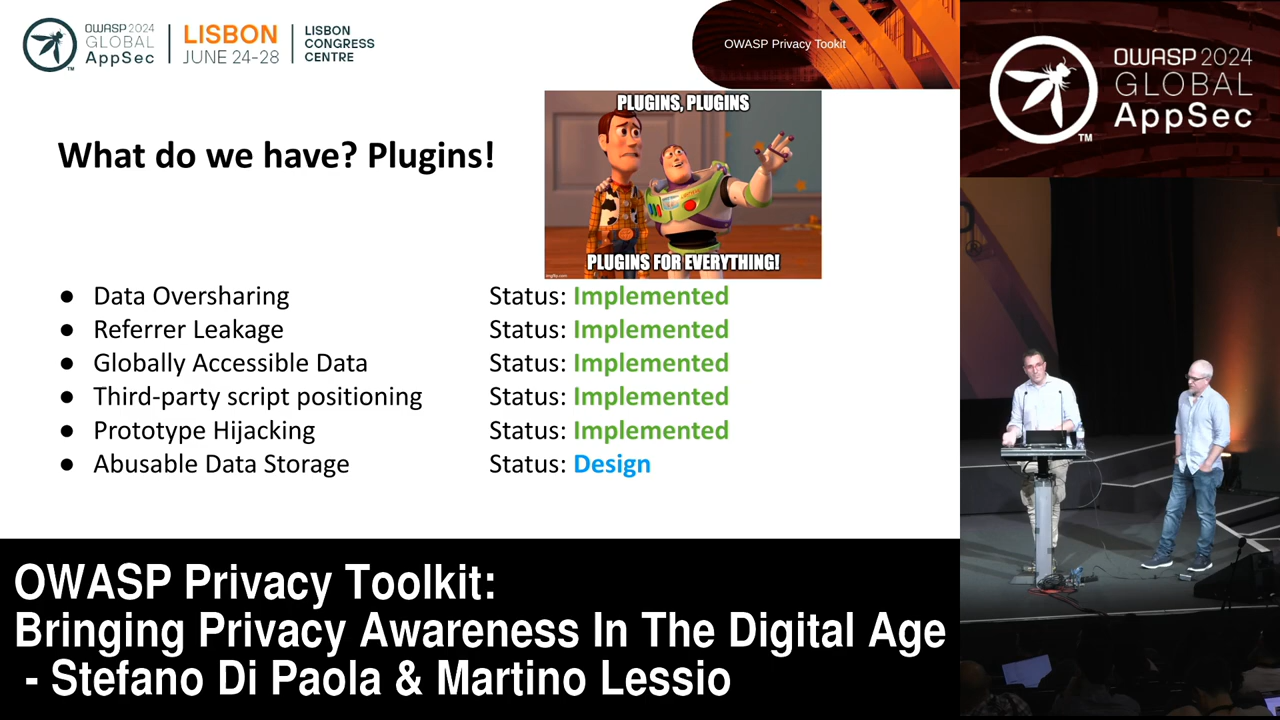 OWASP 2024
GLOBAL
AppSec
LISBON
JUNE 24-28
LISBON
CONGRESS
CENTRE
OWASP Privacy Tookit
OWASP 2024
GLOBAL
AppSec
TM
What do we have? Plugins!
PLUGINS, PLUGINS
PLUGINS FOR EVERYTHING!
imgflip.com
● Data Oversharing Status: Implemented
● Referrer Leakage Status: Implemented
● Globally Accessible Data Status: Implemented
● Third-party script positioning Status: Implemented
● Prototype Hijacking Status: Implemented
● Abusable Data Storage Status: Design
OWASP Privacy Toolkit:
Bringing Privacy Awareness In The Digital Age
- Stefano Di Paola & Martino Lessio